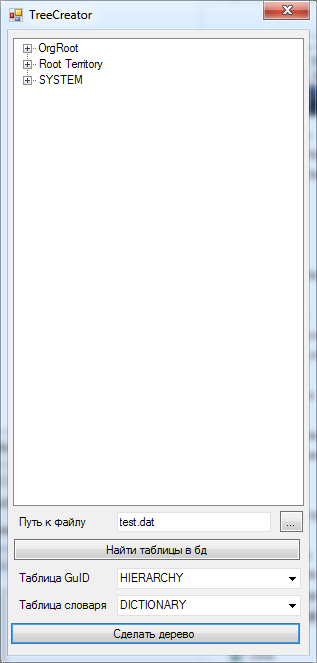 TreeCreator
OrgRoot
Root Territory
SYSTEM
Путь к файлу test.dat ...
Найти таблицы в бд
Таблица GuID HIERARCHY
Таблица словаря DICTIONARY
Сделать дерево